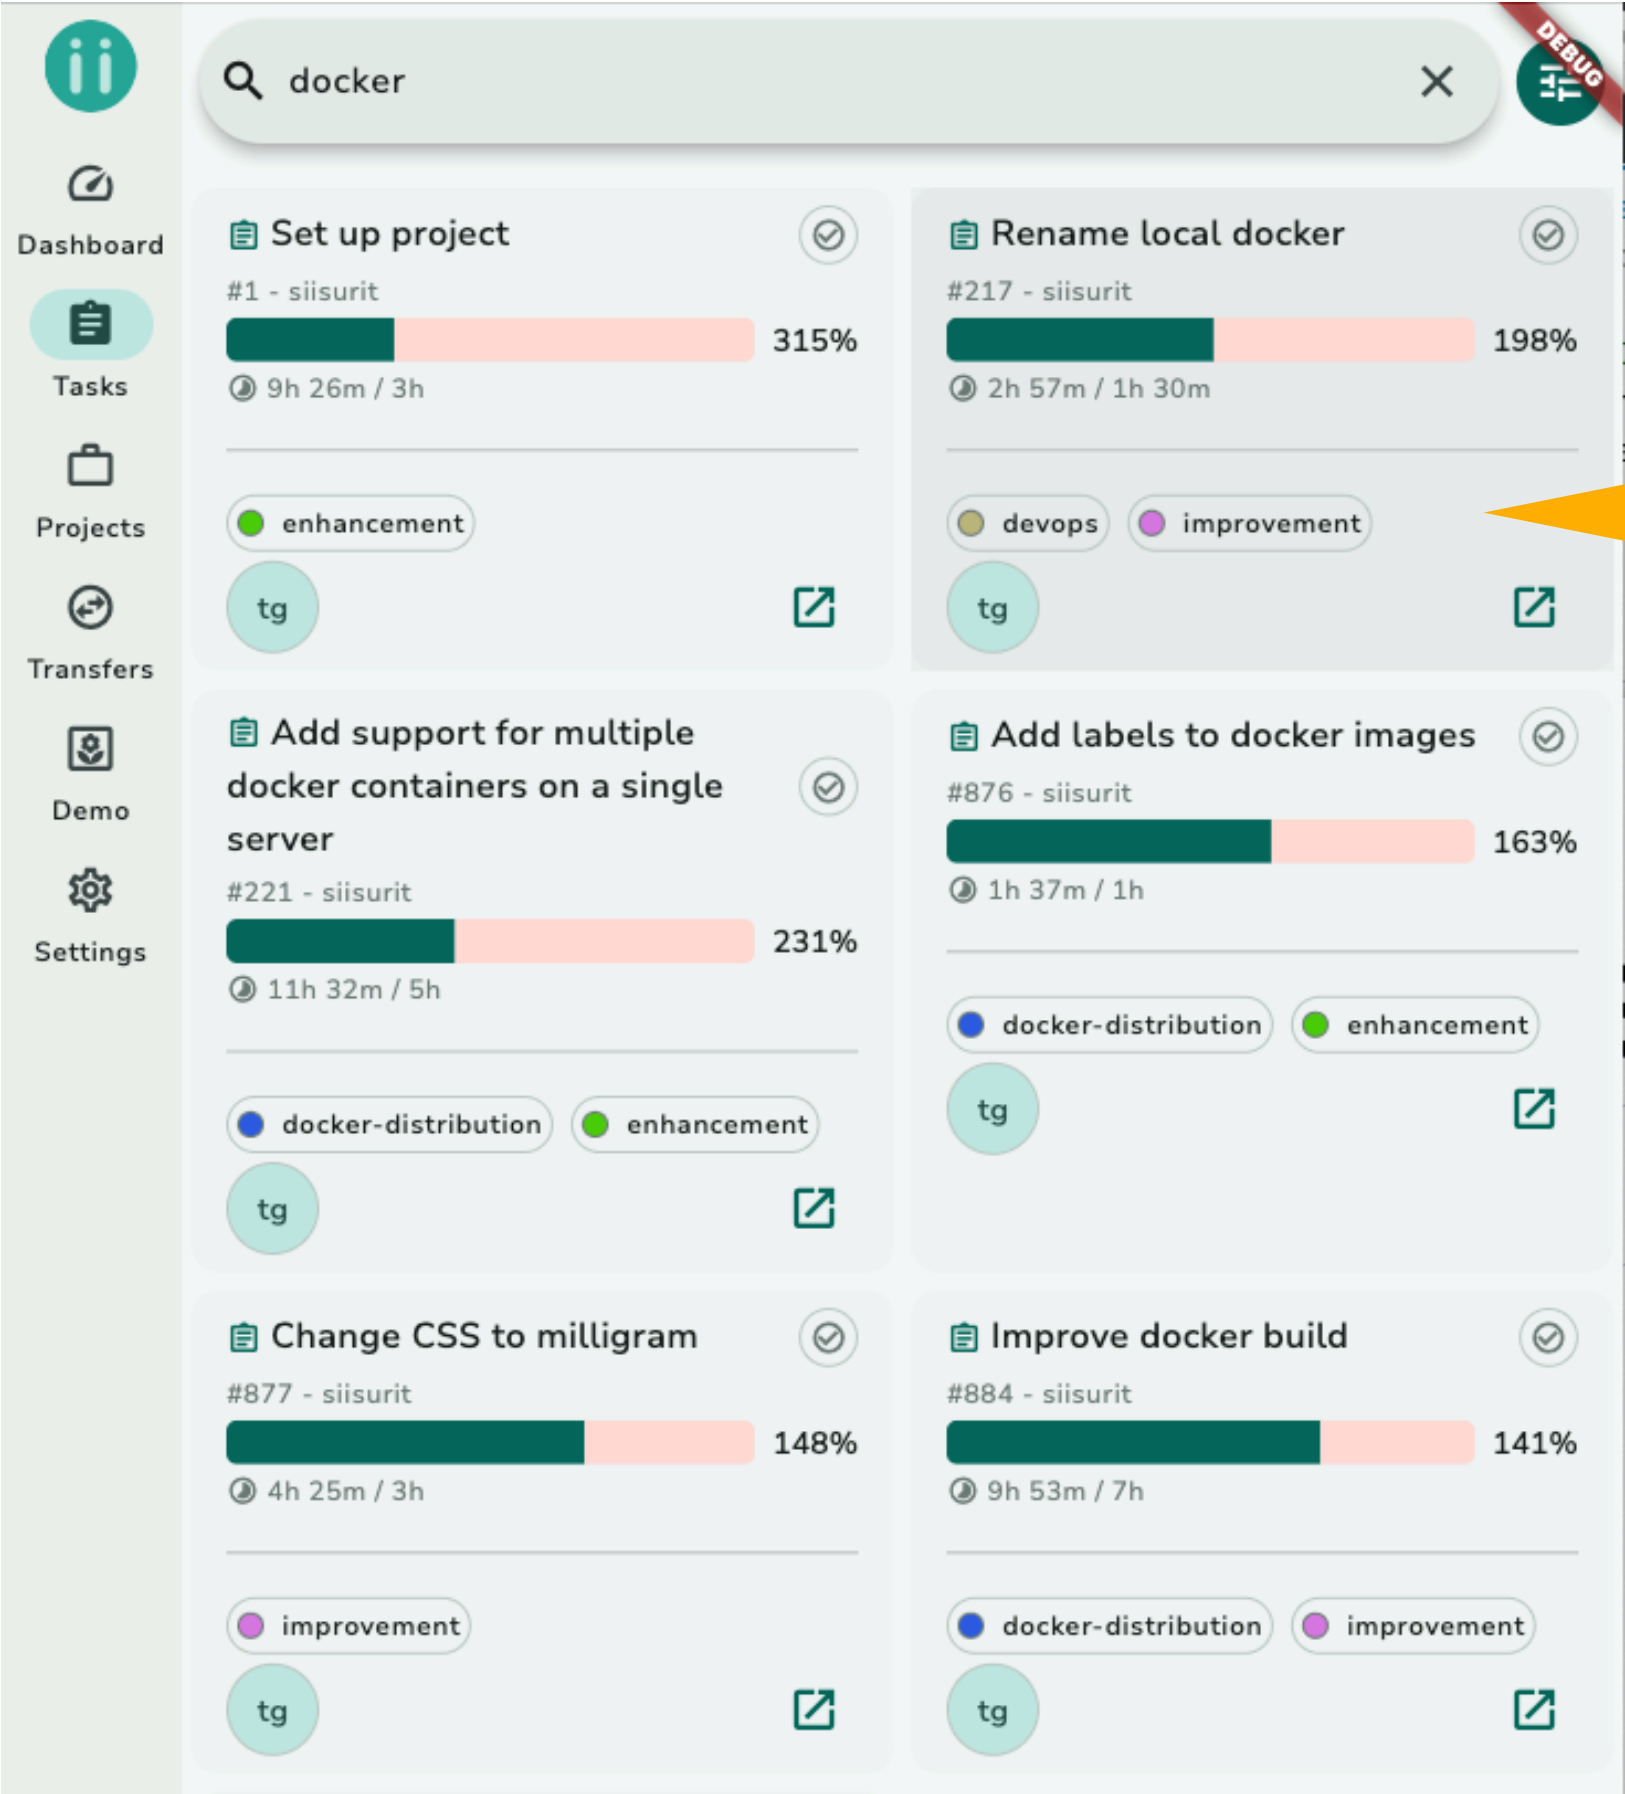 docker
DEBUG
Dashboard
Tasks
Projects
Transfers
Demo
Settings
Set up project
#1 - siisurit
315%
9h 26m / 3h
enhancement
tg
Rename local docker
#217 - siisurit
198%
2h 57m / 1h 30m
devops improvement
tg
Add support for multiple
docker containers on a single
server
#221 - siisurit
231%
11h 32m / 5h
docker-distribution enhancement
tg
Add labels to docker images
#876 - siisurit
163%
1h 37m / 1h
docker-distribution enhancement
tg
Change CSS to milligram
#877 - siisurit
148%
4h 25m / 3h
improvement
tg
Improve docker build
#884 - siisurit
141%
9h 53m / 7h
docker-distribution improvement
tg